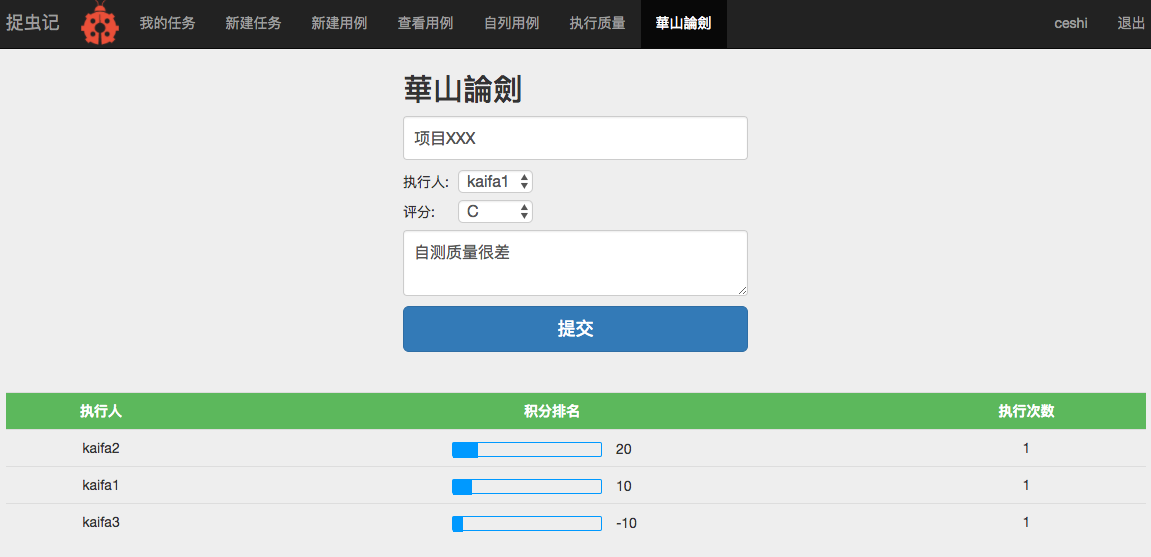 捉虫记 我的任务 新建任务 新建用例 查看用例 自列用例 执行质量 華山論劍 ceshi 退出
華山論劍
项目XXX
执行人: kaifa1
评分: C
自测质量很差
提交
执行人 积分排名 执行次数
kaifa2 20 1
kaifa1 10 1
kaifa3 -10 1